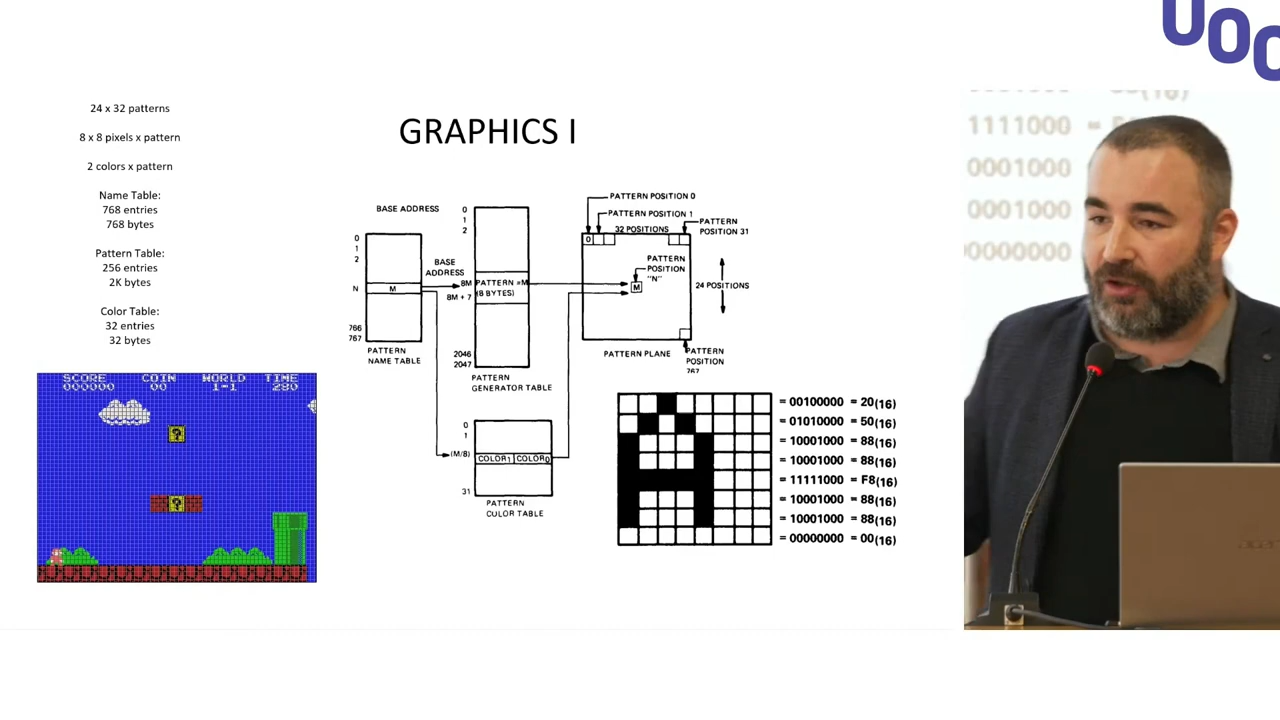 UOC
24 x 32 patterns
8 x 8 pixels x pattern
2 colors x pattern
Name Table:
768 entries
768 bytes
Pattern Table:
256 entries
2K bytes
Color Table:
32 entries
32 bytes
GRAPHICS I
BASE ADDRESS
0
1
2
N
M
766
767
PATTERN
NAME TABLE
BASE
ADDRESS
0
1
2
8M
8M + 7
PATTERN =M
(8 BYTES)
2046
2047
PATTERN
GENERATOR TABLE
0
1
(M/8)
COLOR1
COLOR0
31
PATTERN
COLOR TABLE
PATTERN POSITION 0
PATTERN POSITION 1
32 POSITIONS
PATTERN
POSITION 31
0
PATTERN
POSITION
"N"
M
24 POSITIONS
PATTERN PLANE
PATTERN
POSITION
767
= 00100000 = 20(16)
= 01010000 = 50(16)
= 10001000 = 88(16)
= 10001000 = 88(16)
= 11111000 = F8(16)
= 10001000 = 88(16)
= 10001000 = 88(16)
= 00000000 = 00(16)
SCORE COIN WORLD TIME
000000 00 1-1 280
?
?
(16)
1111000 =
0001000
0001000
0000000